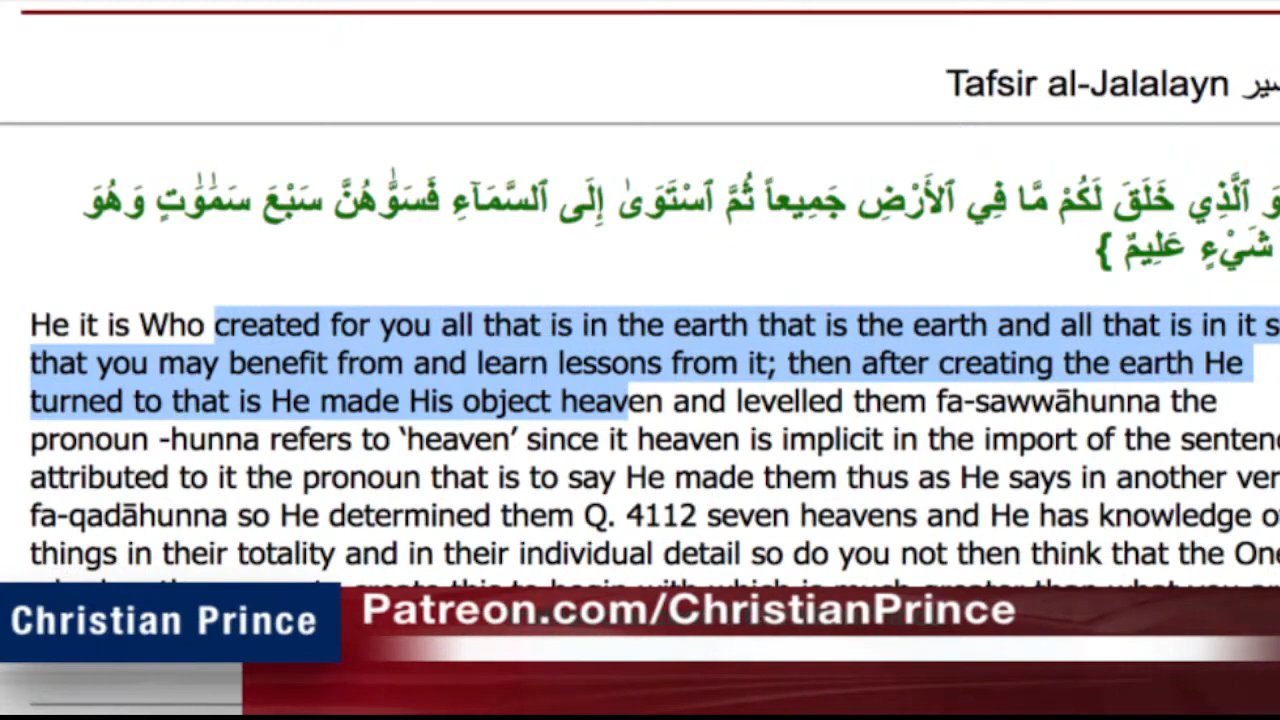 Tafsir al-Jalalayn
ٱلَّذِي خَلَقَ لَكُمْ مَّا فِي ٱلأَرْضِ جَمِيعاً ثُمَّ ٱسْتَوَىٰ إِلَى ٱلسَّمَآءِ فَسَوَّٰهُنَّ سَبْعَ سَمَٰوَٰتٍ وَهُوَ
شَيْءٍ عَلِيمٌ }
He it is Who created for you all that is in the earth that is the earth and all that is in it
that you may benefit from and learn lessons from it; then after creating the earth He
turned to that is He made His object heaven and levelled them fa-sawwāhunna the
pronoun -hunna refers to ‘heaven’ since it heaven is implicit in the import of the
attributed to it the pronoun that is to say He made them thus as He says in another
fa-qadāhunna so He determined them Q. 4112 seven heavens and He has knowledge
things in their totality and in their individual detail so do you not then think that the
Christian Prince
Patreon.com/ChristianPrince